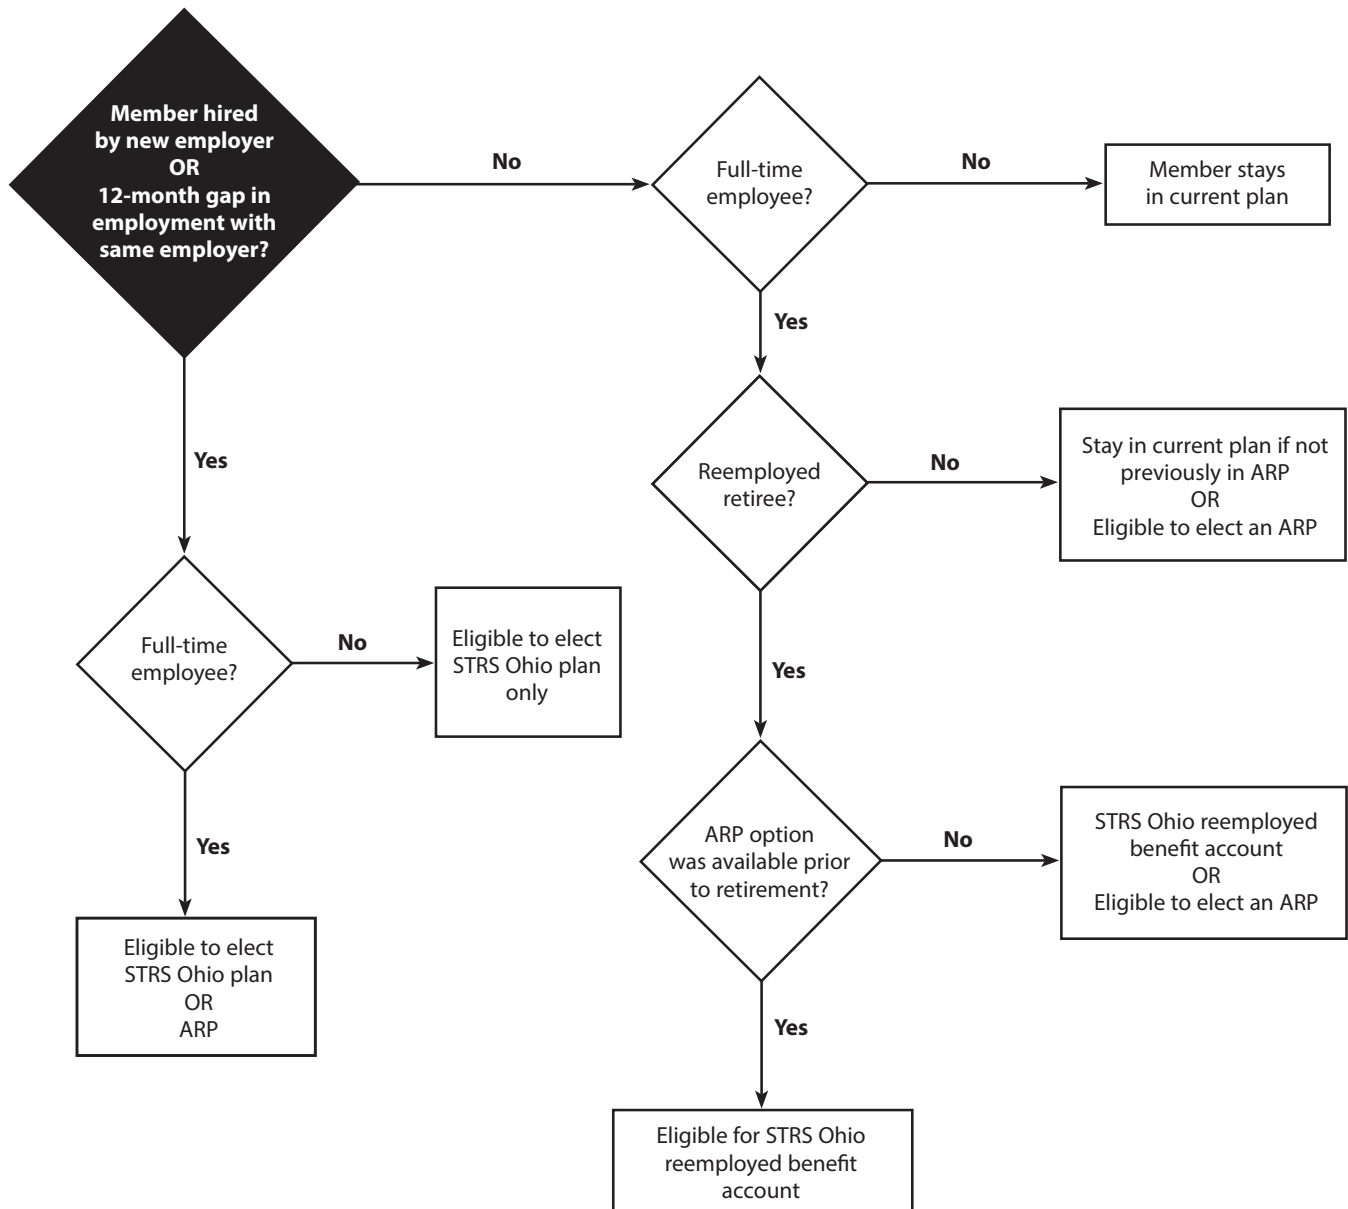 Member hired
by new employer
OR
12-month gap in
employment with
same employer?
No
Full-time
employee?
No
Member stays
in current plan
Yes
Reemployed
retiree?
No
Stay in current plan if not
previously in ARP
OR
Eligible to elect an ARP
Yes
Full-time
employee?
No
Eligible to elect
STRS Ohio plan
only
Yes
ARP option
was available prior
to retirement?
No
STRS Ohio reemployed
benefit account
OR
Eligible to elect an ARP
Yes
Eligible to elect
STRS Ohio plan
OR
ARP
Yes
Eligible for STRS Ohio
reemployed benefit
account